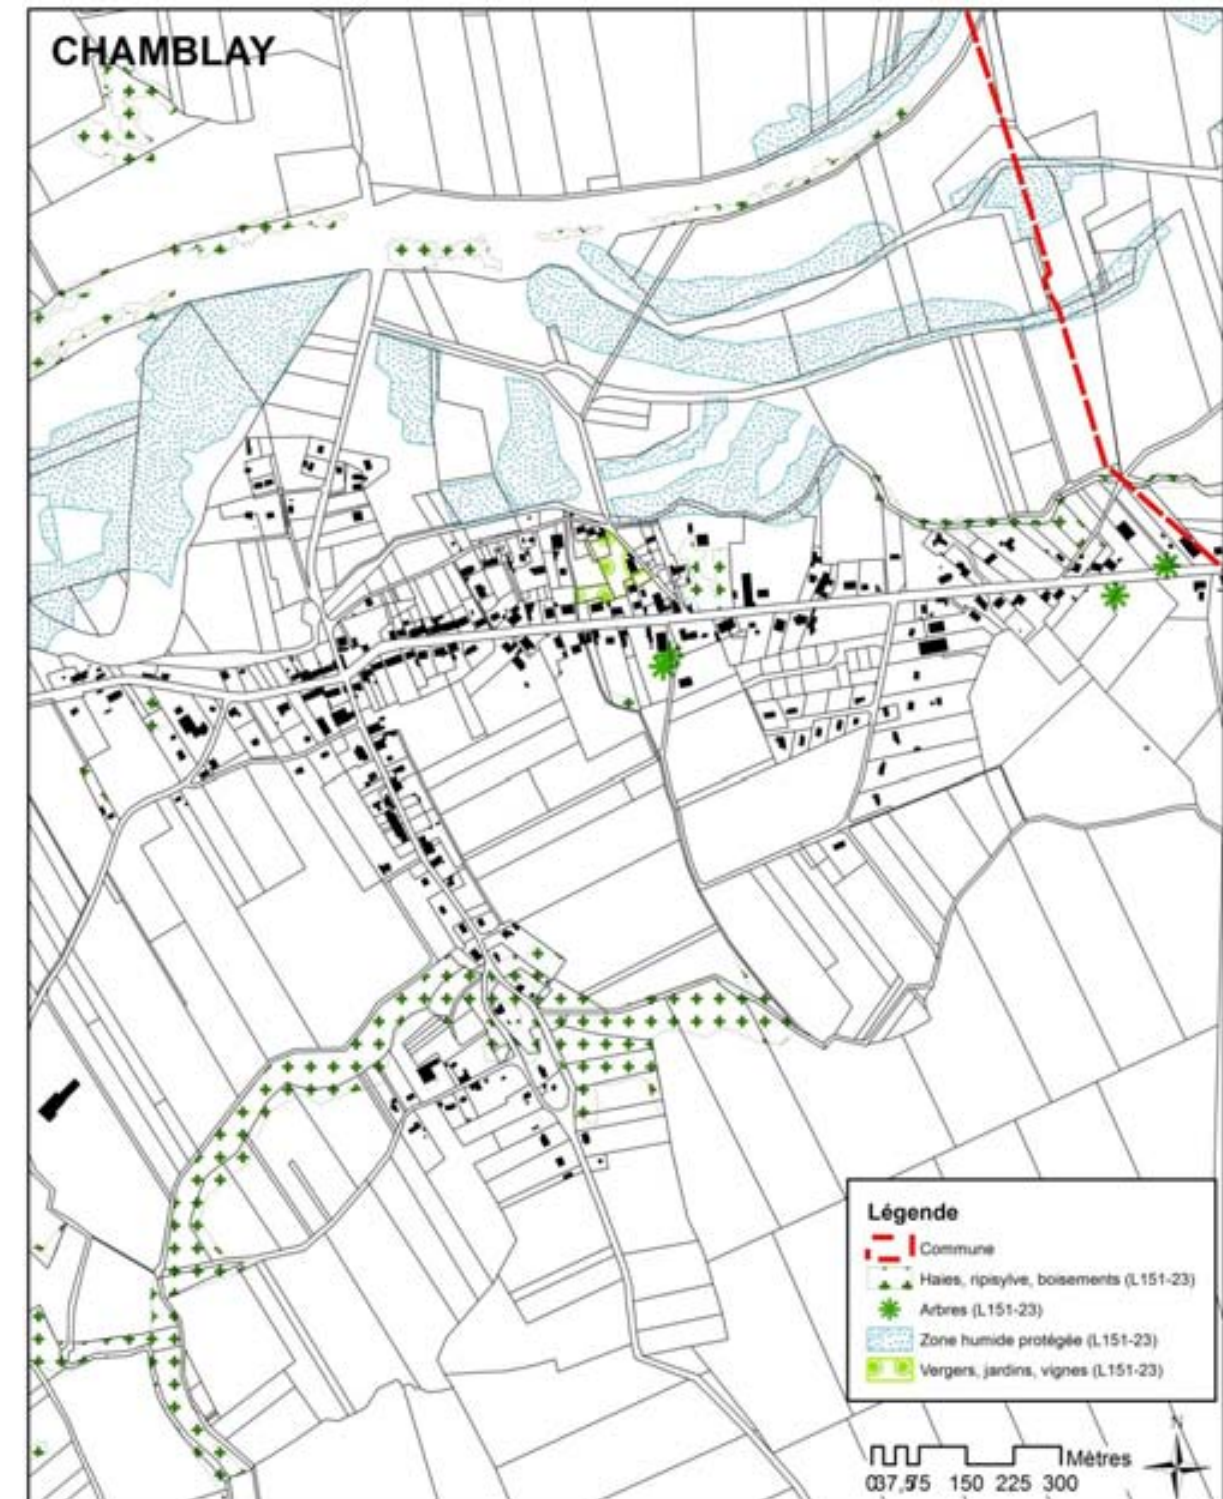 CHAMBLAY
Légende
Commune
Haies, ripisylve, boisements (L151-23)
Arbres (L151-23)
Zone humide protégée (L151-23)
Vergers, jardins, vignes (L151-23)
N
Mètres
037,575 150 225 300